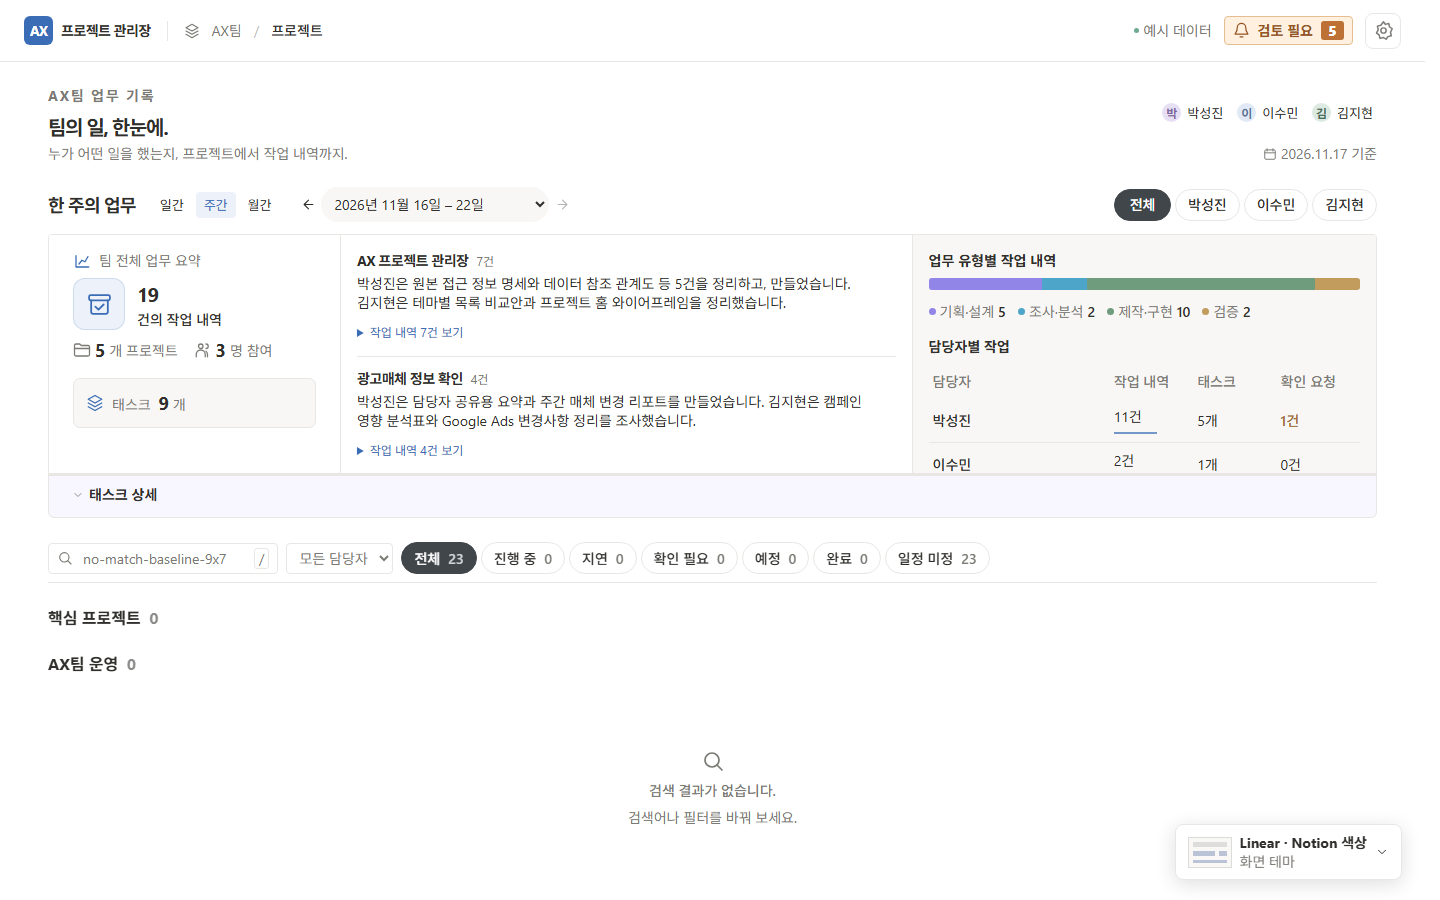 AX 프로젝트 관리장 AX팀 / 프로젝트
예시 데이터 검토 필요 5
AX팀 업무 기록
팀의 일, 한눈에.
누가 어떤 일을 했는지, 프로젝트에서 작업 내역까지.
박 박성진 이 이수민 김 김지현
2026.11.17 기준
한 주의 업무 일간 주간 월간 ← 2026년 11월 16일 – 22일 →
전체 박성진 이수민 김지현
팀 전체 업무 요약
19
건의 작업 내역
5 개 프로젝트 3 명 참여
태스크 9 개
AX 프로젝트 관리장 7건
박성진은 원본 접근 정보 명세와 데이터 참조 관계도 등 5건을 정리하고, 만들었습니다.
김지현은 테마별 목록 비교안과 프로젝트 홈 와이어프레임을 정리했습니다.
작업 내역 7건 보기
광고매체 정보 확인 4건
박성진은 담당자 공유용 요약과 주간 매체 변경 리포트를 만들었습니다. 김지현은 캠페인
영향 분석표와 Google Ads 변경사항 정리를 조사했습니다.
작업 내역 4건 보기
업무 유형별 작업 내역
기획·설계 5 조사·분석 2 제작·구현 10 검증 2
담당자별 작업
담당자 작업 내역 태스크 확인 요청
박성진 11건 5개 1건
이수민 2건 1개 0건
태스크 상세
no-match-baseline-9x7 / 모든 담당자 전체 23 진행 중 0 지연 0 확인 필요 0 예정 0 완료 0 일정 미정 23
핵심 프로젝트 0
AX팀 운영 0
검색 결과가 없습니다.
검색어나 필터를 바꿔 보세요.
Linear · Notion 색상
화면 테마